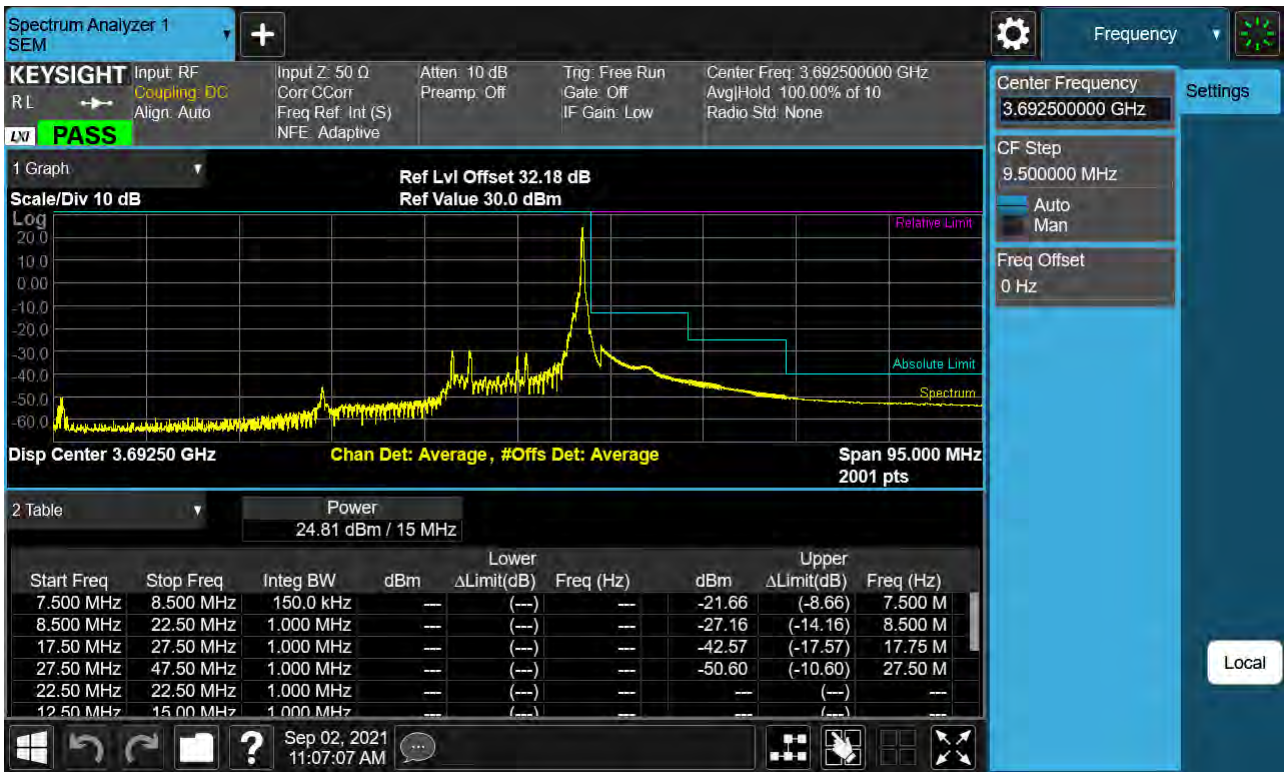 Spectrum Analyzer 1
SEM
Frequency
KEYSIGHT
RL
LXI
PASS
Input: RF
Coupling: DC
Align: Auto
Input Z: 50 Ω
Corr CCorr
Freq Ref: Int (S)
NFE: Adaptive
Atten: 10 dB
Preamp: Off
Trig: Free Run
Gate: Off
IF Gain: Low
Center Freq: 3.692500000 GHz
Avg|Hold: 100.00% of 10
Radio Std: None
Center Frequency
3.692500000 GHz
Settings
CF Step
9.500000 MHz
Auto
Man
Freq Offset
0 Hz
1 Graph
Scale/Div 10 dB
Ref Lvl Offset 32.18 dB
Ref Value 30.0 dBm
Log
20.0
10.0
0.00
-10.0
-20.0
-30.0
-40.0
-50.0
-60.0
Relative Limit
Absolute Limit
Spectrum
Disp Center 3.69250 GHz
Chan Det: Average, #Offs Det: Average
Span 95.000 MHz
2001 pts
2 Table
Power
24.81 dBm / 15 MHz
Lower Upper
Start Freq Stop Freq Integ BW dBm ΔLimit(dB) Freq (Hz) dBm ΔLimit(dB) Freq (Hz)
7.500 MHz 8.500 MHz 150.0 kHz --- (---) --- -21.66 (-8.66) 7.500 M
8.500 MHz 22.50 MHz 1.000 MHz --- (---) --- -27.16 (-14.16) 8.500 M
17.50 MHz 27.50 MHz 1.000 MHz --- (---) --- -42.57 (-17.57) 17.75 M
27.50 MHz 47.50 MHz 1.000 MHz --- (---) --- -50.60 (-10.60) 27.50 M
22.50 MHz 22.50 MHz 1.000 MHz --- (---) --- --- (---) ---
12.50 MHz 15.00 MHz 1.000 MHz --- (---) --- --- (---) ---
Local
?
Sep 02, 2021
11:07:07 AM